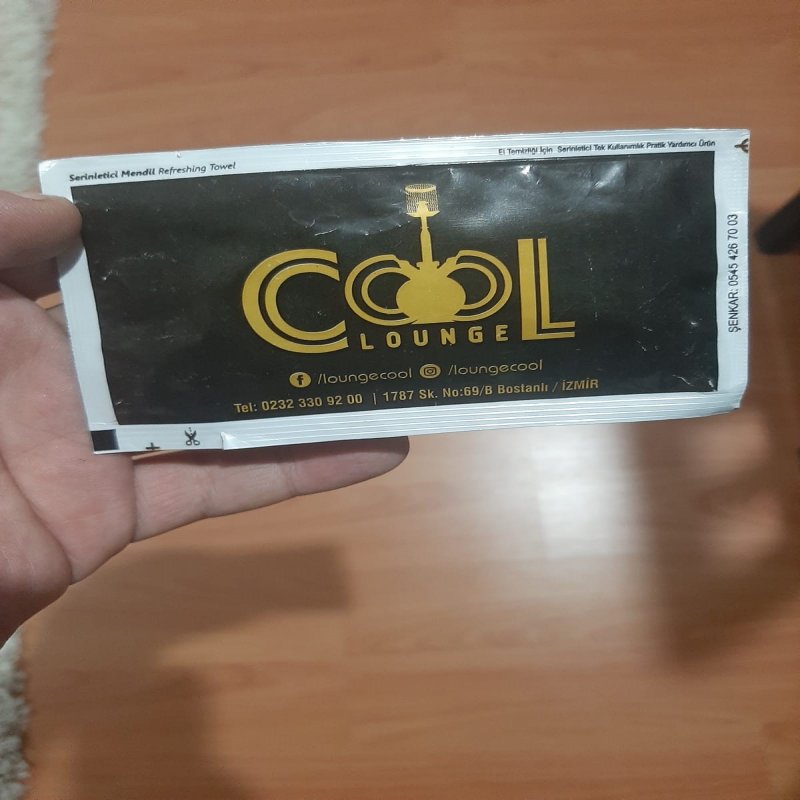 Serinletici Mendil Refreshing Towel
El Temizliği İçin Serinletici Tek Kullanımlık Pratik Yardımcı Ürün
COOL
LOUNGE
/loungecool /loungecool
Tel: 0232 330 92 00 | 1787 Sk. No:69/B Bostanlı / İZMİR
ŞENKAR: 0545 426 70 03